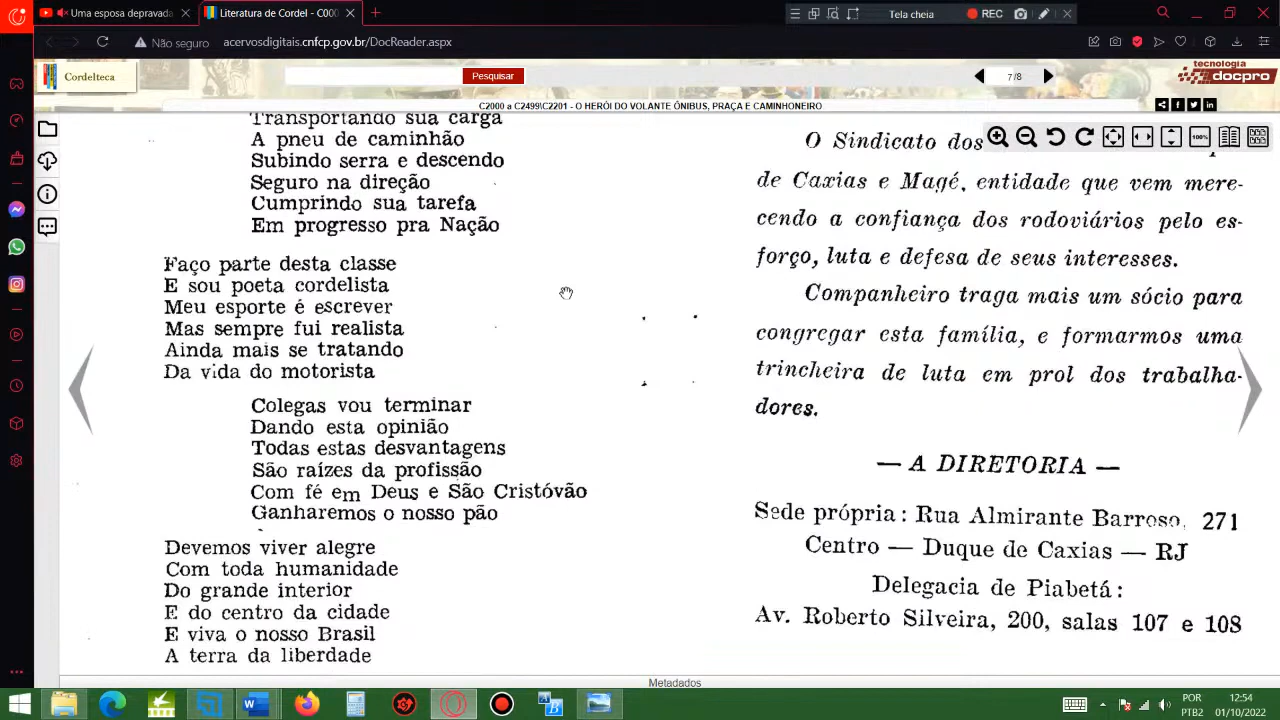 Uma esposa depravada
Literatura de Cordel - C000
Tela cheia
REC
Não seguro
acervosdigitais.cnfcp.gov.br/DocReader.aspx
Cordelteca
Pesquisar
7/8
tecnologia
docpro
C2000 a C2499\C2201 - O HERÓI DO VOLANTE ÔNIBUS, PRAÇA E CAMINHONEIRO
100%
Transportando sua carga
A pneu de caminhão
Subindo serra e descendo
Seguro na direção
Cumprindo sua tarefa
Em progresso pra Nação
Faço parte desta classe
E sou poeta cordelista
Meu esporte é escrever
Mas sempre fui realista
Ainda mais se tratando
Da vida do motorista
Colegas vou terminar
Dando esta opinião
Todas estas desvantagens
São raízes da profissão
Com fé em Deus e São Cristóvão
Ganharemos o nosso pão
Devemos viver alegre
Com toda humanidade
Do grande interior
E do centro da cidade
E viva o nosso Brasil
A terra da liberdade
O Sindicato dos
de Caxias e Magé, entidade que vem mere-
cendo a confiança dos rodoviários pelo es-
forço, luta e defesa de seus interesses.
Companheiro traga mais um sócio para
congregar esta família, e formarmos uma
trincheira de luta em prol dos trabalha-
dores.
— A DIRETORIA —
Sede própria: Rua Almirante Barroso, 271
Centro — Duque de Caxias — RJ
Delegacia de Piabetá:
Av. Roberto Silveira, 200, salas 107 e 108
Metadados
POR
PTB2
12:54
01/10/2022